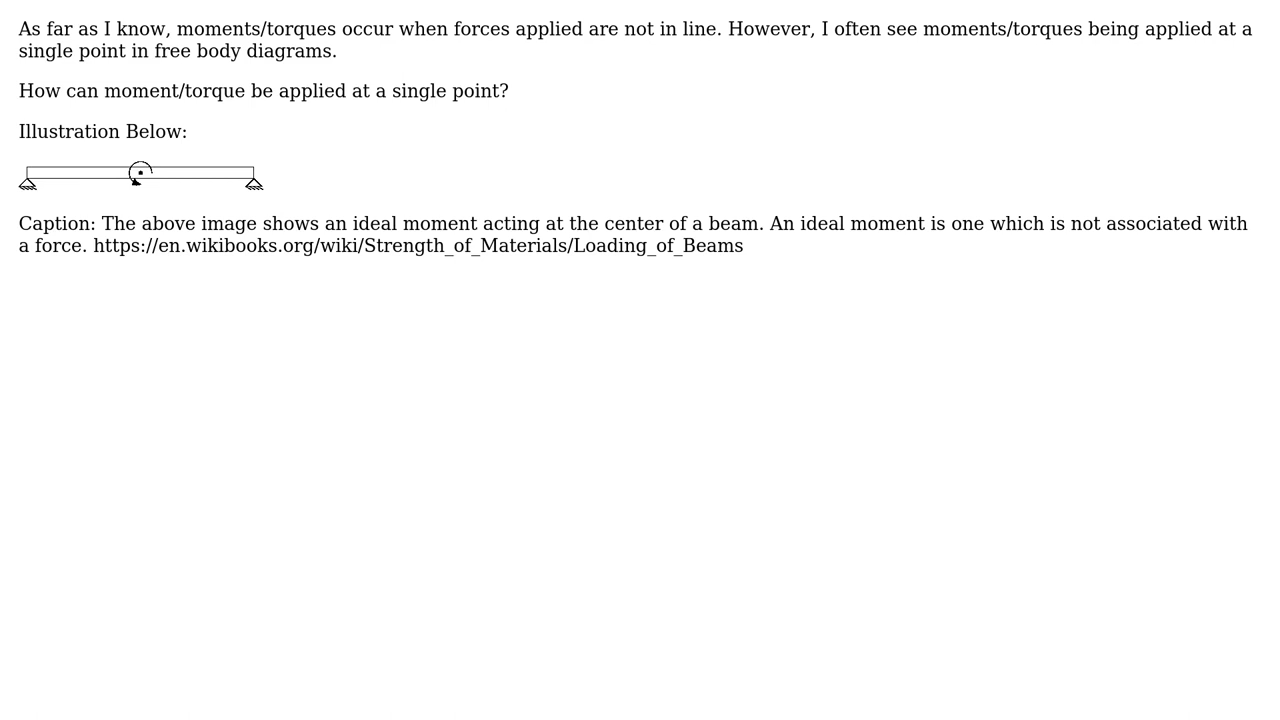 As far as I know, moments/torques occur when forces applied are not in line. However, I often see moments/torques being applied at a
single point in free body diagrams.
How can moment/torque be applied at a single point?
Illustration Below:
Caption: The above image shows an ideal moment acting at the center of a beam. An ideal moment is one which is not associated with
a force. https://en.wikibooks.org/wiki/Strength_of_Materials/Loading_of_Beams